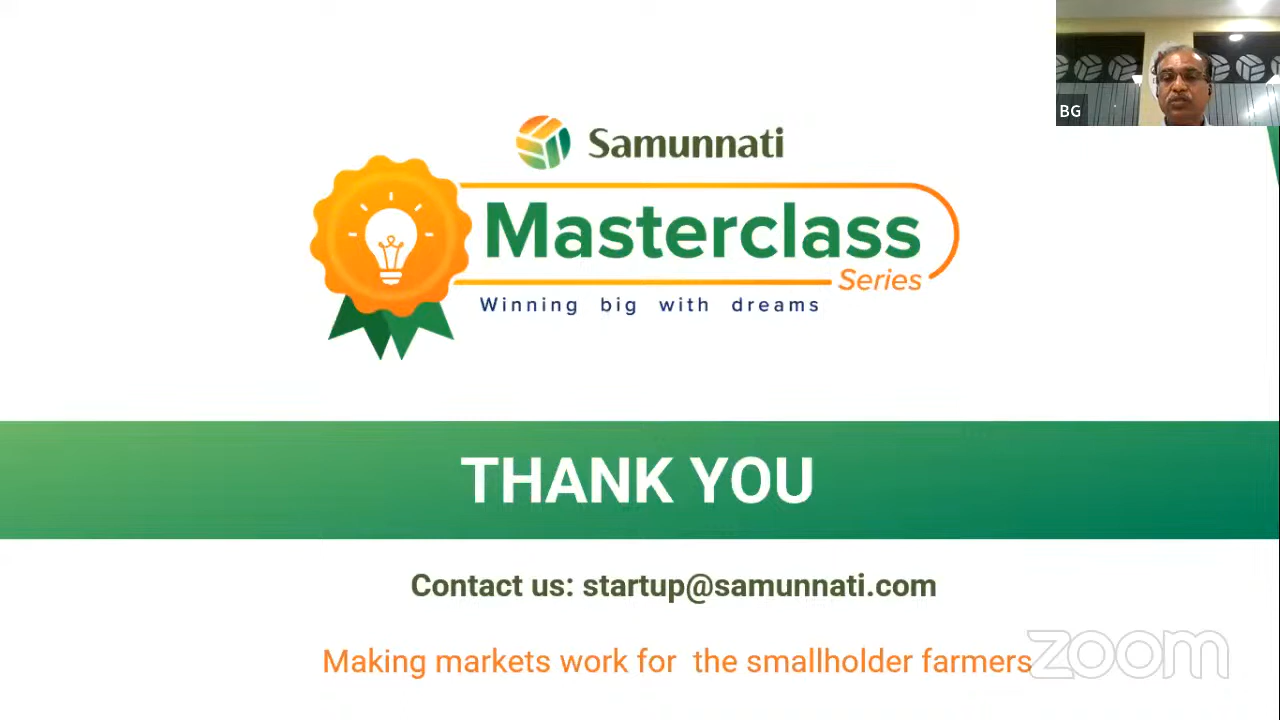 BG
Samunnati
Masterclass
Series
Winning big with dreams
THANK YOU
Contact us: startup@samunnati.com
Making markets work for the smallholder farmers
zoom